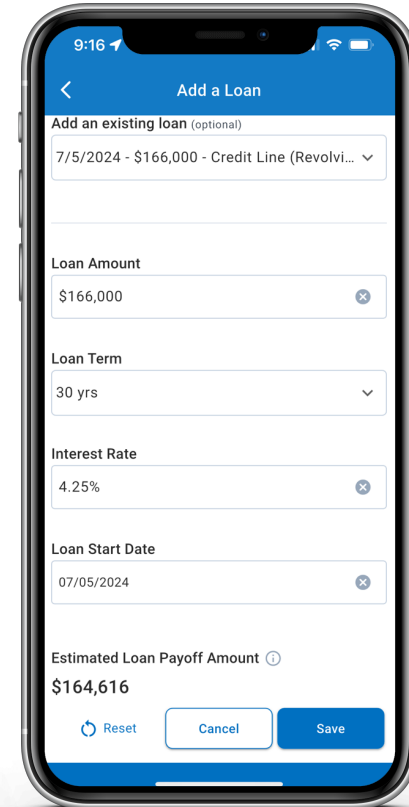 9:16
Add a Loan
Add an existing loan (optional)
7/5/2024 - $166,000 - Credit Line (Revolvi...
Loan Amount
$166,000
Loan Term
30 yrs
Interest Rate
4.25%
Loan Start Date
07/05/2024
Estimated Loan Payoff Amount
$164,616
Reset Cancel Save